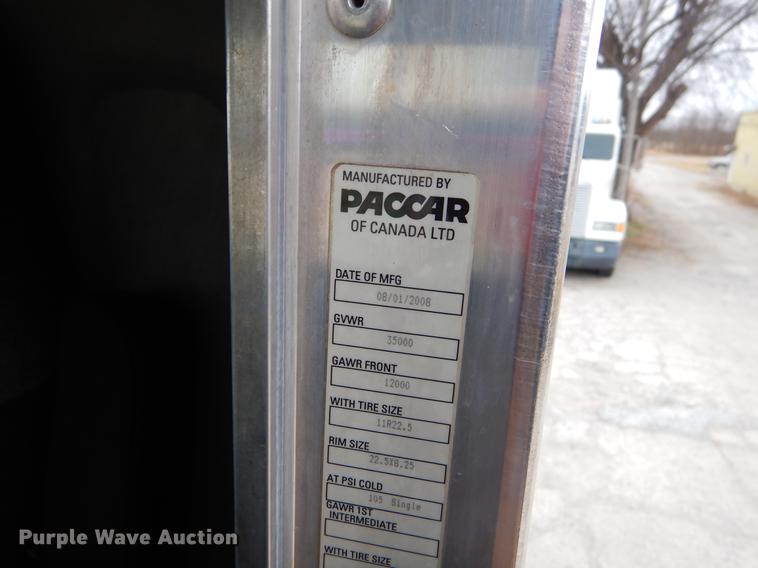 MANUFACTURED BY
PACCAR
OF CANADA LTD
DATE OF MFG
08/01/2008
GVWR
35000
GAWR FRONT
12000
WITH TIRE SIZE
11R22.5
RIM SIZE
22.5X8.25
AT PSI COLD
105 Single
GAWR 1ST
INTERMEDIATE
WITH TIRE SIZE
Purple Wave Auction